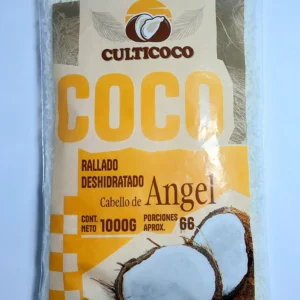 CULTICOCO
COCO
RALLADO
DESHIDRATADO
Cabello de Angel
CONT. NETO 1000G PORCIONES APROX. 66